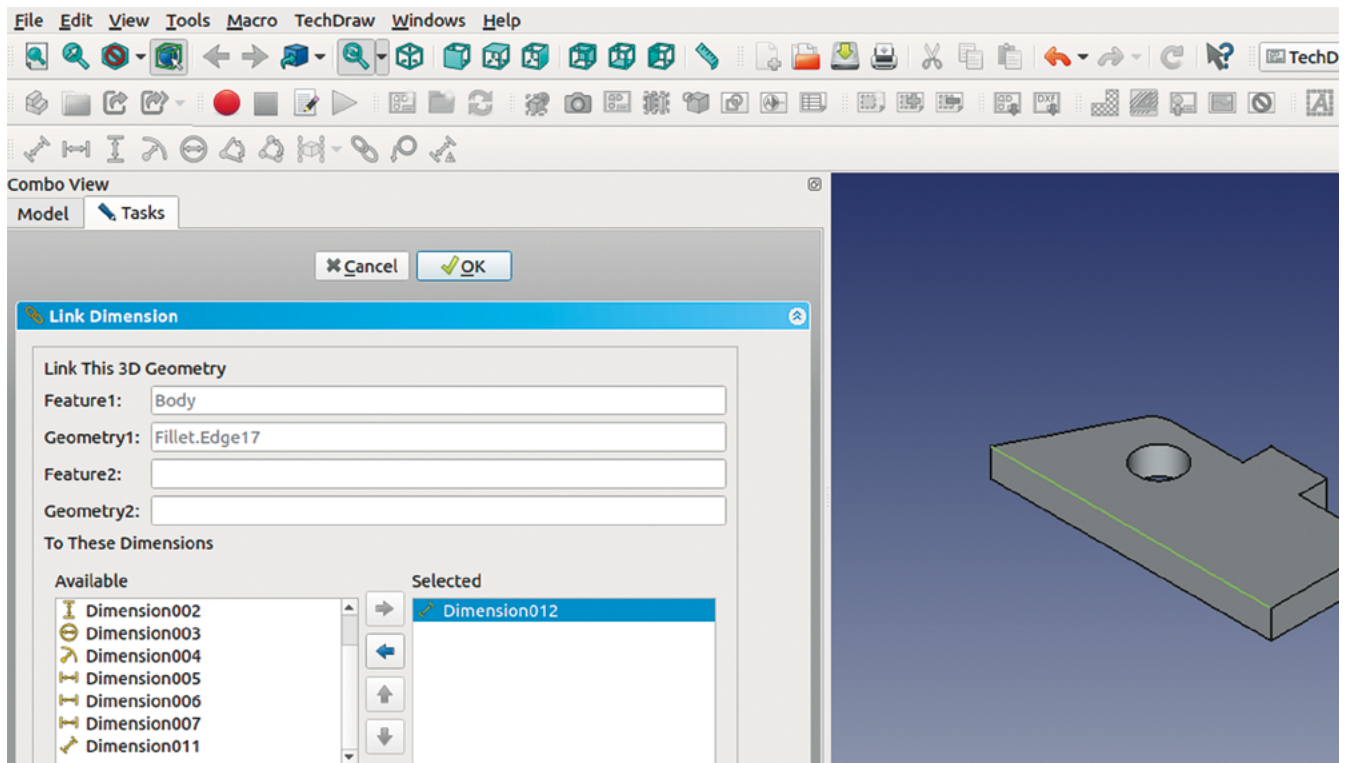 File Edit View Tools Macro TechDraw Windows Help
TechD
Combo View
Model Tasks
Cancel OK
Link Dimension
Link This 3D Geometry
Feature1: Body
Geometry1: Fillet.Edge17
Feature2:
Geometry2:
To These Dimensions
Available Selected
Dimension002 Dimension012
Dimension003
Dimension004
Dimension005
Dimension006
Dimension007
Dimension011